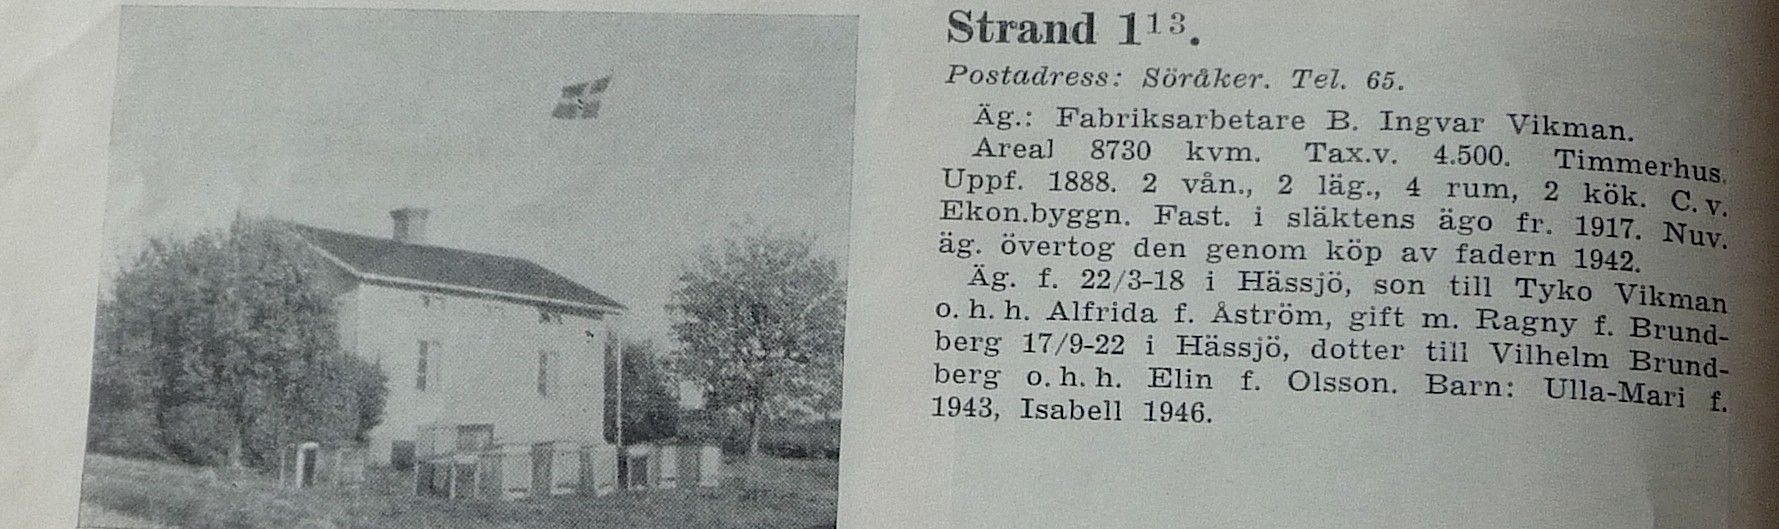 Strand 1¹³.
Postadress: Söråker. Tel. 65.
Äg.: Fabriksarbetare B. Ingvar Vikman.
Areal 8730 kvm. Tax.v. 4.500. Timmerhus.
Uppf. 1888. 2 vån., 2 läg., 4 rum, 2 kök. C. v.
Ekon.byggn. Fast. i släktens ägo fr. 1917. Nuv.
äg. övertog den genom köp av fadern 1942.
Äg. f. 22/3-18 i Hässjö, son till Tyko Vikman
o. h. h. Alfrida f. Åström, gift m. Ragny f. Brund-
berg 17/9-22 i Hässjö, dotter till Vilhelm Brund-
berg o. h. h. Elin f. Olsson. Barn: Ulla-Mari f.
1943, Isabell 1946.